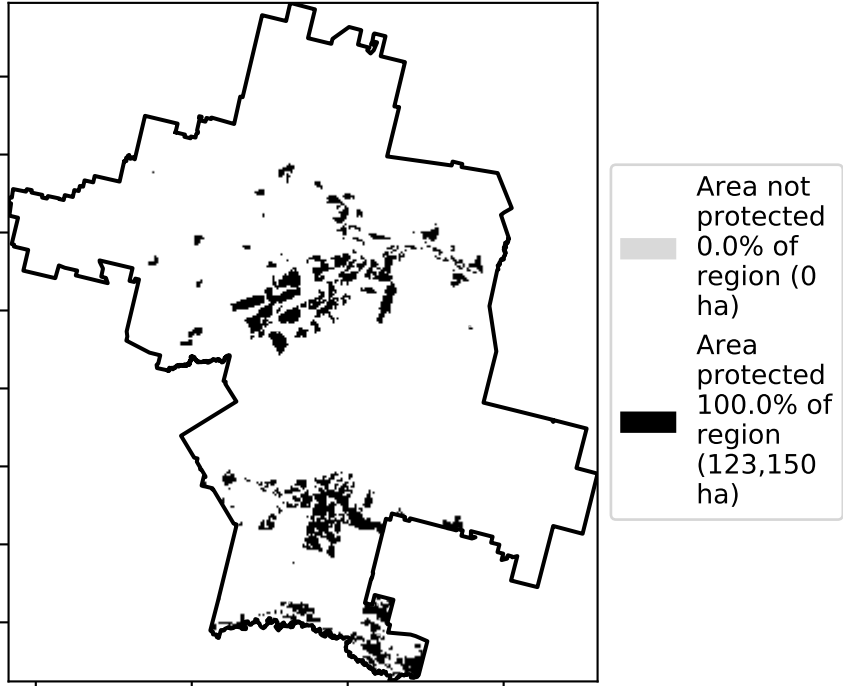 Area not
protected
0.0% of
region (0
ha)
Area
protected
100.0% of
region
(123,150
ha)